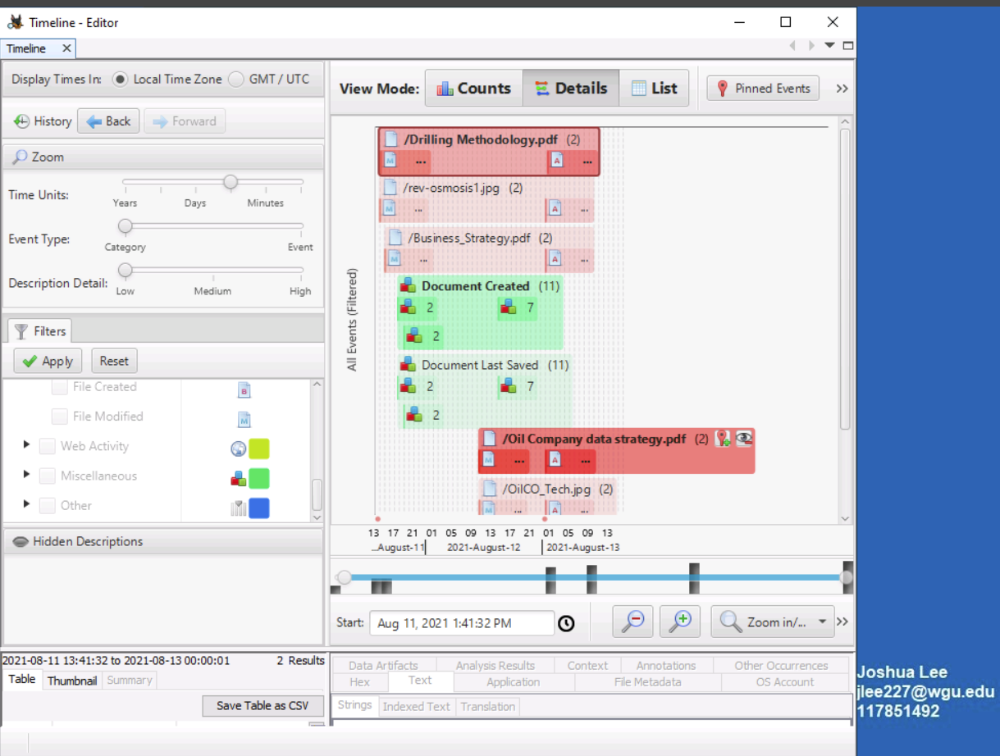 Timeline - Editor
Timeline
Display Times In: Local Time Zone GMT / UTC
History Back Forward
Zoom
Time Units:
Years Days Minutes
Event Type:
Category Event
Description Detail:
Low Medium High
Filters
Apply Reset
File Created
File Modified
Web Activity
Miscellaneous
Other
Hidden Descriptions
2021-08-11 13:41:32 to 2021-08-13 00:00:01 2 Results
Table Thumbnail Summary
Save Table as CSV
View Mode: Counts Details List Pinned Events >>
All Events (Filtered)
/Drilling Methodology.pdf (2)
M ... A ...
/rev-osmosis1.jpg (2)
M ... A ...
/Business_Strategy.pdf (2)
M ... A ...
Document Created (11)
2 7
2
Document Last Saved (11)
2 7
2
/Oil Company data strategy.pdf (2)
M ... A ...
/OilCO_Tech.jpg (2)
M ... A ...
13 17 21 01 05 09 13 17 21 01 05 09 13
...August-11 2021-August-12 2021-August-13
Start: Aug 11, 2021 1:41:32 PM Zoom in/... >>
Data Artifacts Analysis Results Context Annotations Other Occurrences
Hex Text Application File Metadata OS Account
Strings Indexed Text Translation
Joshua Lee
jlee227@wgu.edu
117851492